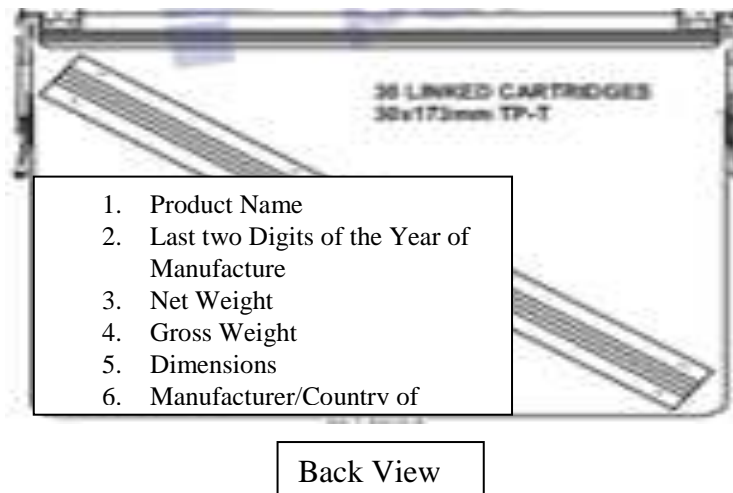 30 LINKED CARTRIDGES
30x173mm TP-T
1. Product Name
2. Last two Digits of the Year of
Manufacture
3. Net Weight
4. Gross Weight
5. Dimensions
6. Manufacturer/Country of
Back View